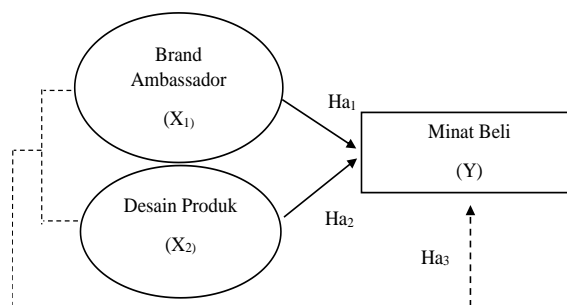 Brand
Ambassador
(X₁)
Ha₁
Minat Beli
(Y)
Desain Produk
(X₂)
Ha₂
Ha₃